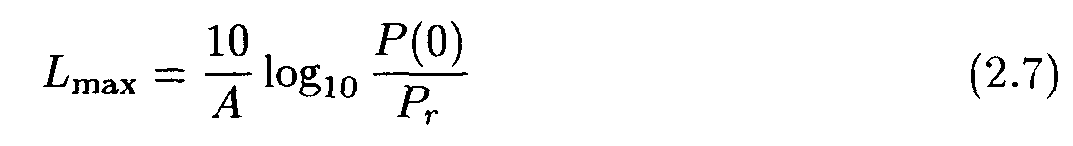 L_max = \frac{10}{A} \log_{10} \frac{P(0)}{P_r} (2.7)